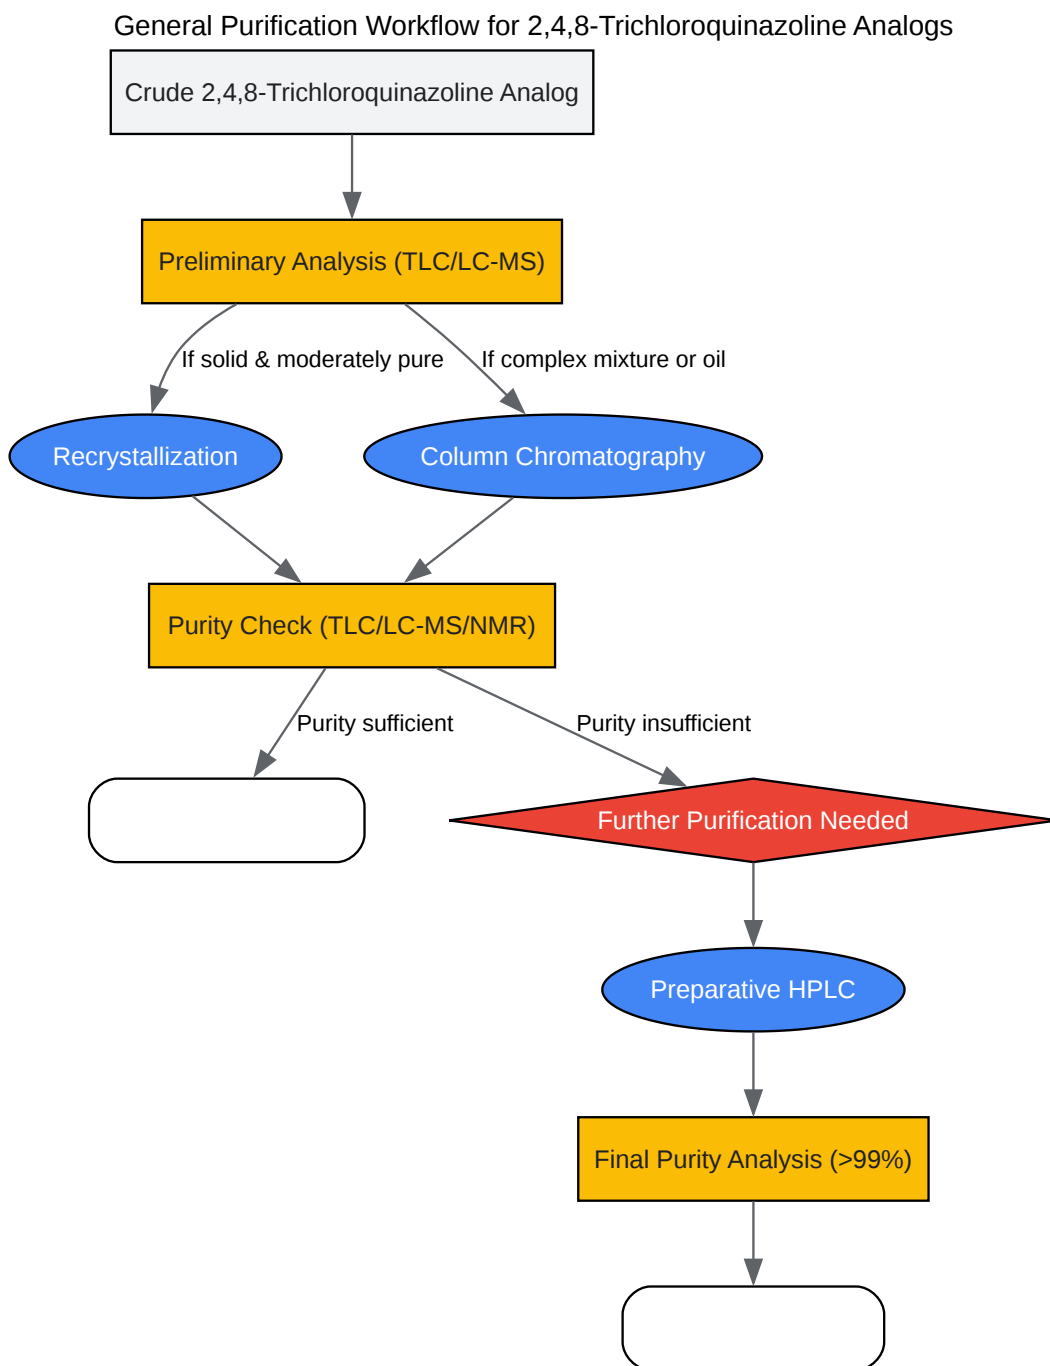 General Purification Workflow for 2,4,8-Trichloroquinazoline Analogs
Crude 2,4,8-Trichloroquinazoline Analog
Preliminary Analysis (TLC/LC-MS)
If solid & moderately pure
If complex mixture or oil
Recrystallization
Column Chromatography
Purity Check (TLC/LC-MS/NMR)
Purity sufficient
Purity insufficient
Further Purification Needed
Preparative HPLC
Final Purity Analysis (>99%)